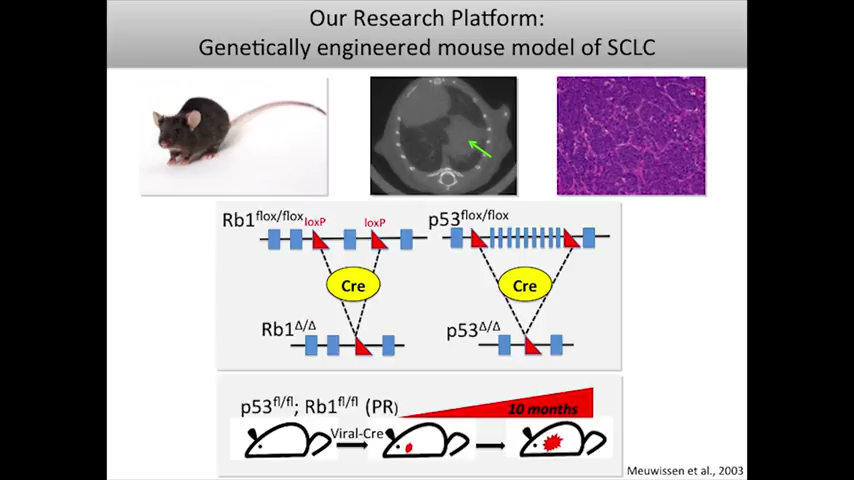 Our Research Platform:
Genetically engineered mouse model of SCLC
Rb1flox/flox
loxP
loxP
p53flox/flox
Cre
Cre
Rb1Δ/Δ
p53Δ/Δ
p53fl/fl; Rb1fl/fl (PR)
10 months
Viral-Cre
Meuwissen et al., 2003